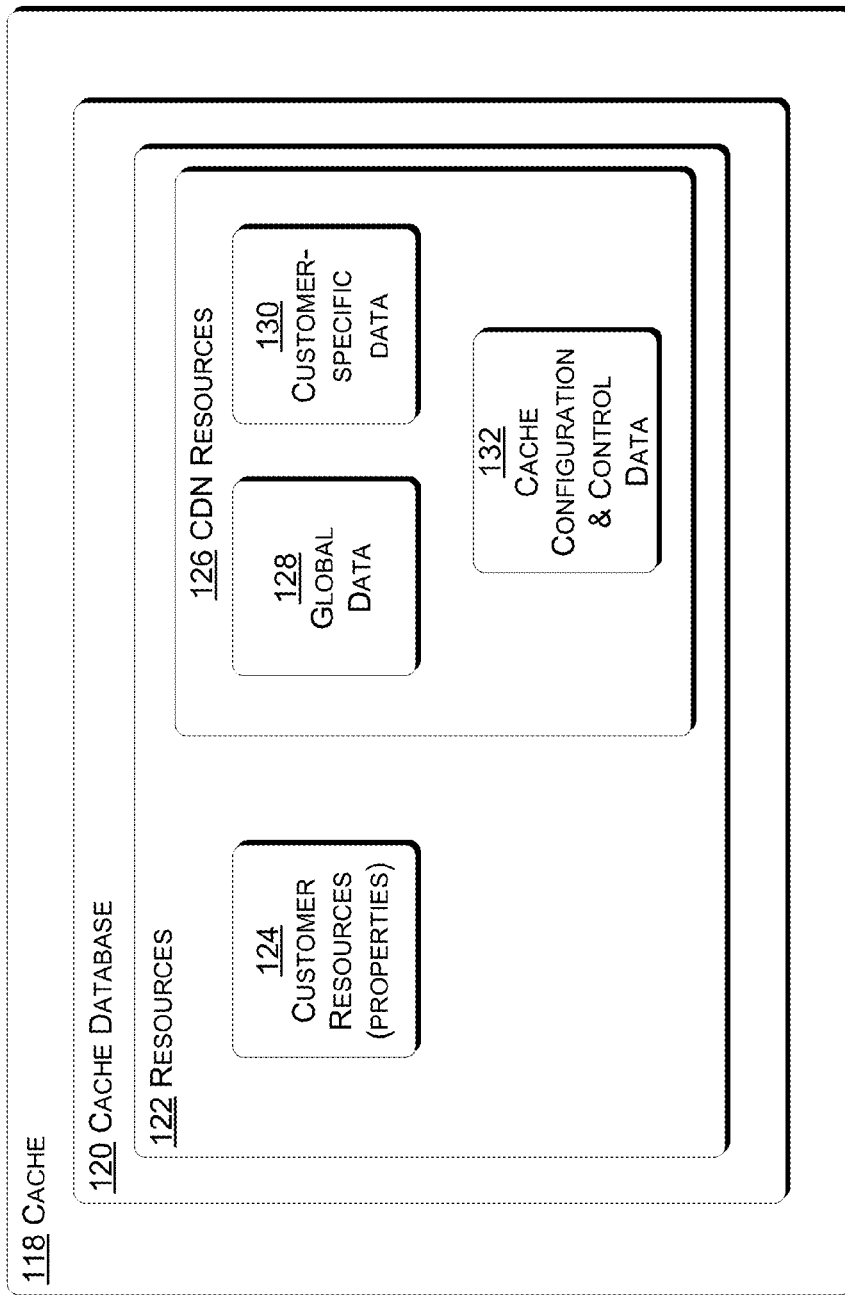 118 CACHE
120 CACHE DATABASE
122 RESOURCES
124
CUSTOMER
RESOURCES
(PROPERTIES)
126 CDN RESOURCES
128
GLOBAL
DATA
130
CUSTOMER-
SPECIFIC
DATA
132
CACHE
CONFIGURATION
& CONTROL
DATA